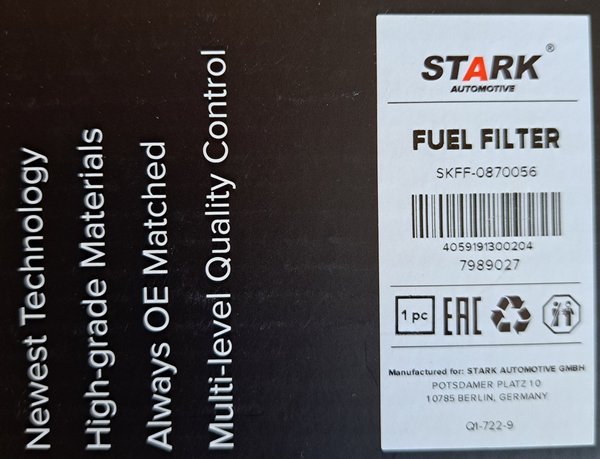 Newest Technology
High-grade Materials
Always OE Matched
Multi-level Quality Control
STARK®
AUTOMOTIVE
FUEL FILTER
SKFF-0870056
4059191300204
7989027
1 pc
EAC
Manufactured for: STARK AUTOMOTIVE GMBH
POTSDAMER PLATZ 10
10785 BERLIN, GERMANY
Q1-722-9